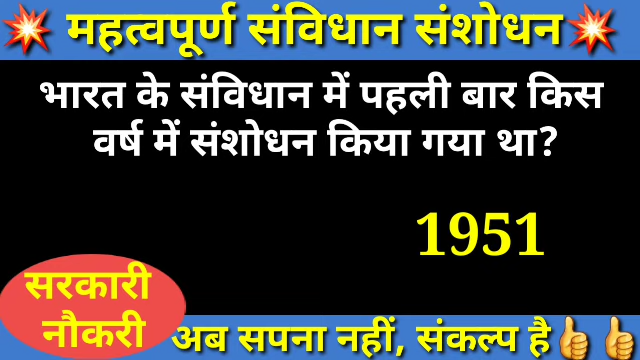 💥 महत्वपूर्ण संविधान संशोधन 💥
भारत के संविधान में पहली बार किस
वर्ष में संशोधन किया गया था?
1951
सरकारी
नौकरी
अब सपना नहीं, संकल्प है👍👍